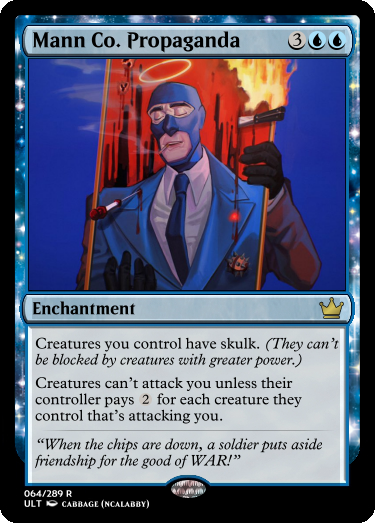 Mann Co. Propaganda 3
Enchantment
Creatures you control have skulk. (They can't
be blocked by creatures with greater power.)
Creatures can't attack you unless their
controller pays 2 for each creature they
control that's attacking you.
“When the chips are down, a soldier puts aside
friendship for the good of WAR!”
064/289 R
ULT CABBAGE (NCALABBY)